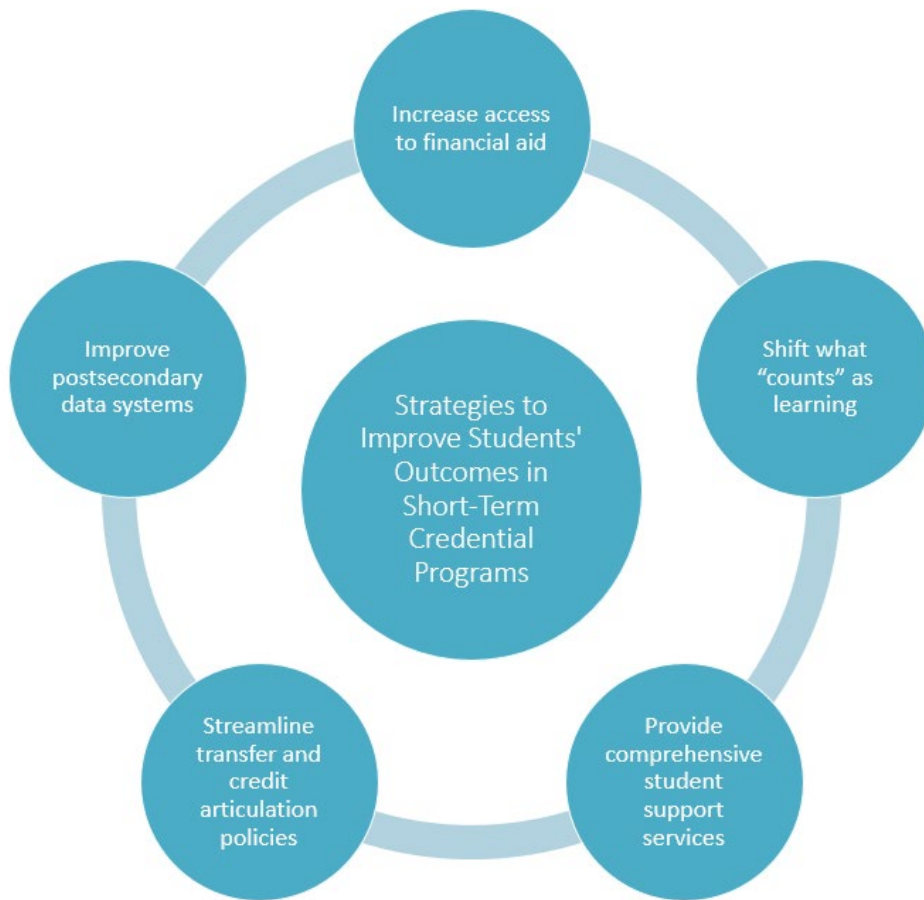 Increase access
to financial aid
Shift what
“counts” as
learning
Provide
comprehensive
student
support
services
Streamline
transfer and
credit
articulation
policies
Improve
postsecondary
data systems
Strategies to
Improve Students'
Outcomes in
Short-Term
Credential
Programs